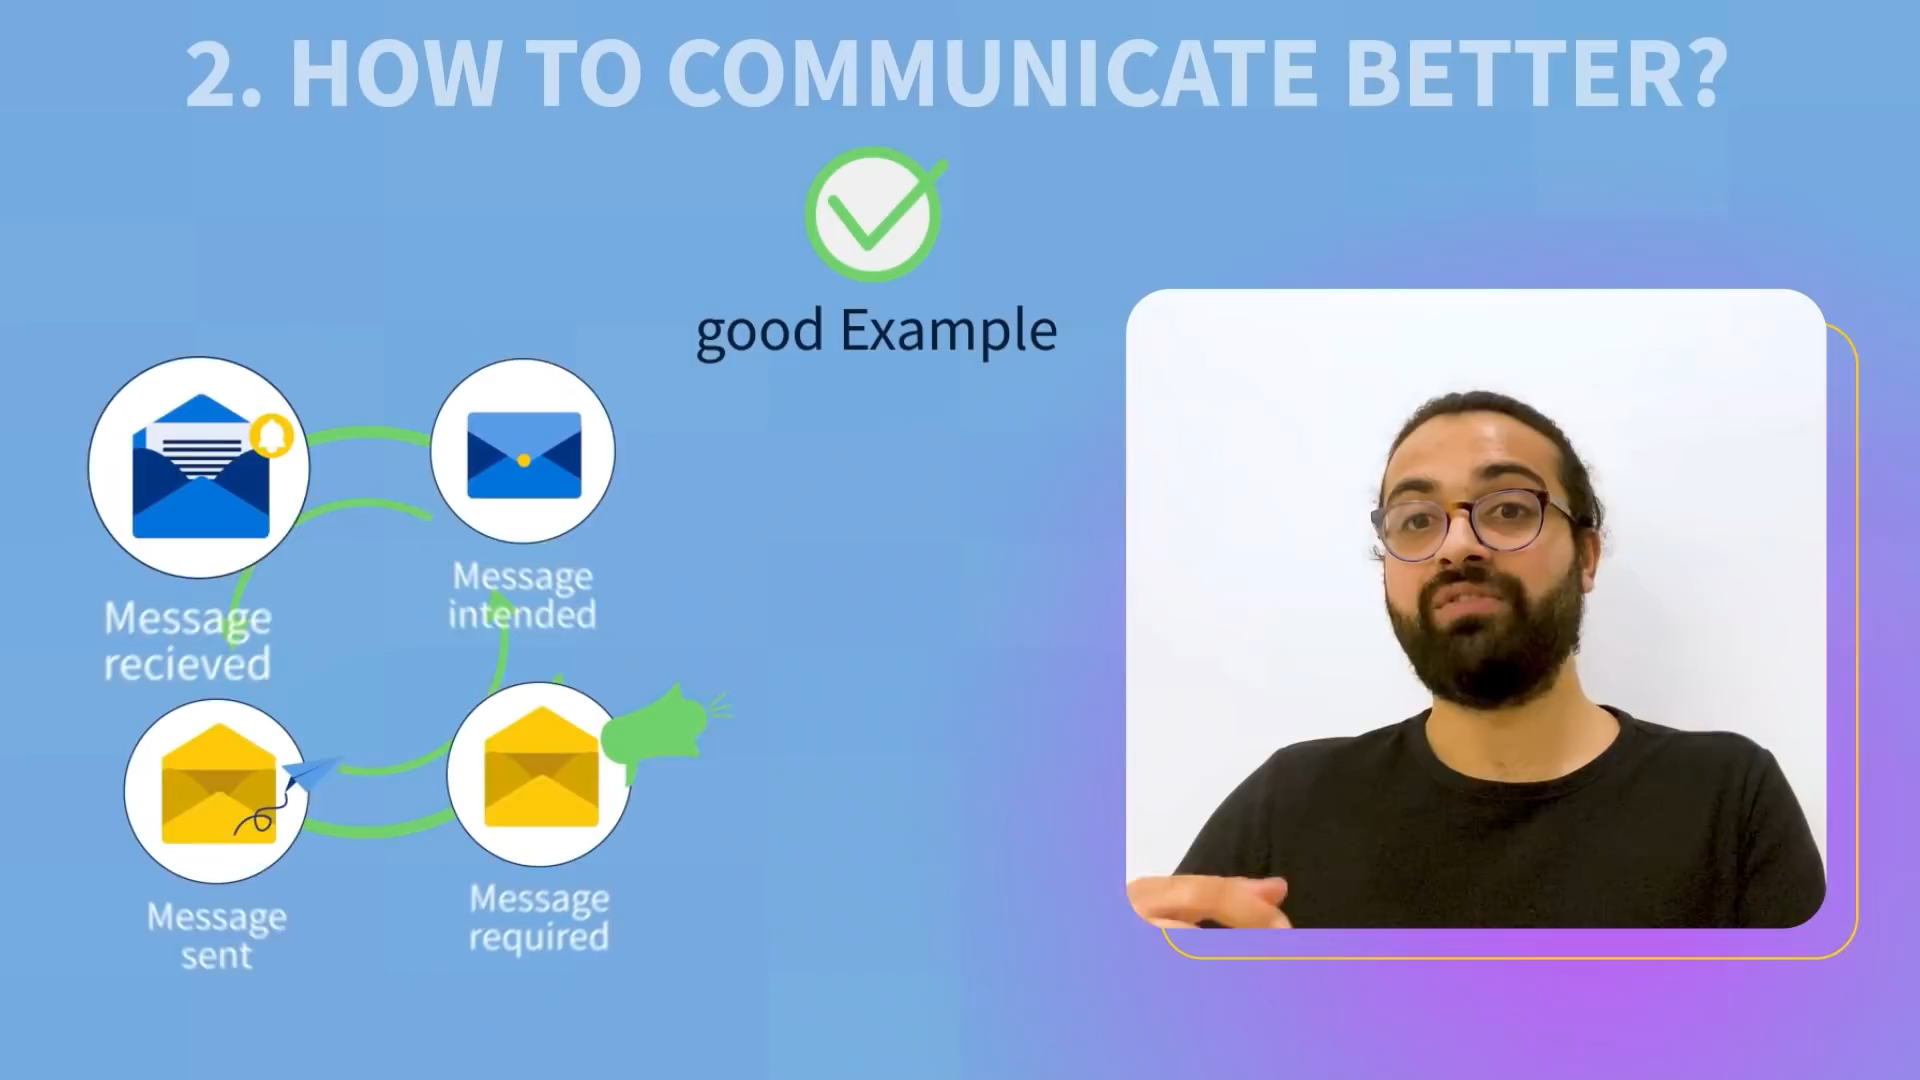 2. HOW TO COMMUNICATE BETTER?
good Example
Message
recieved
Message
intended
Message
sent
Message
required